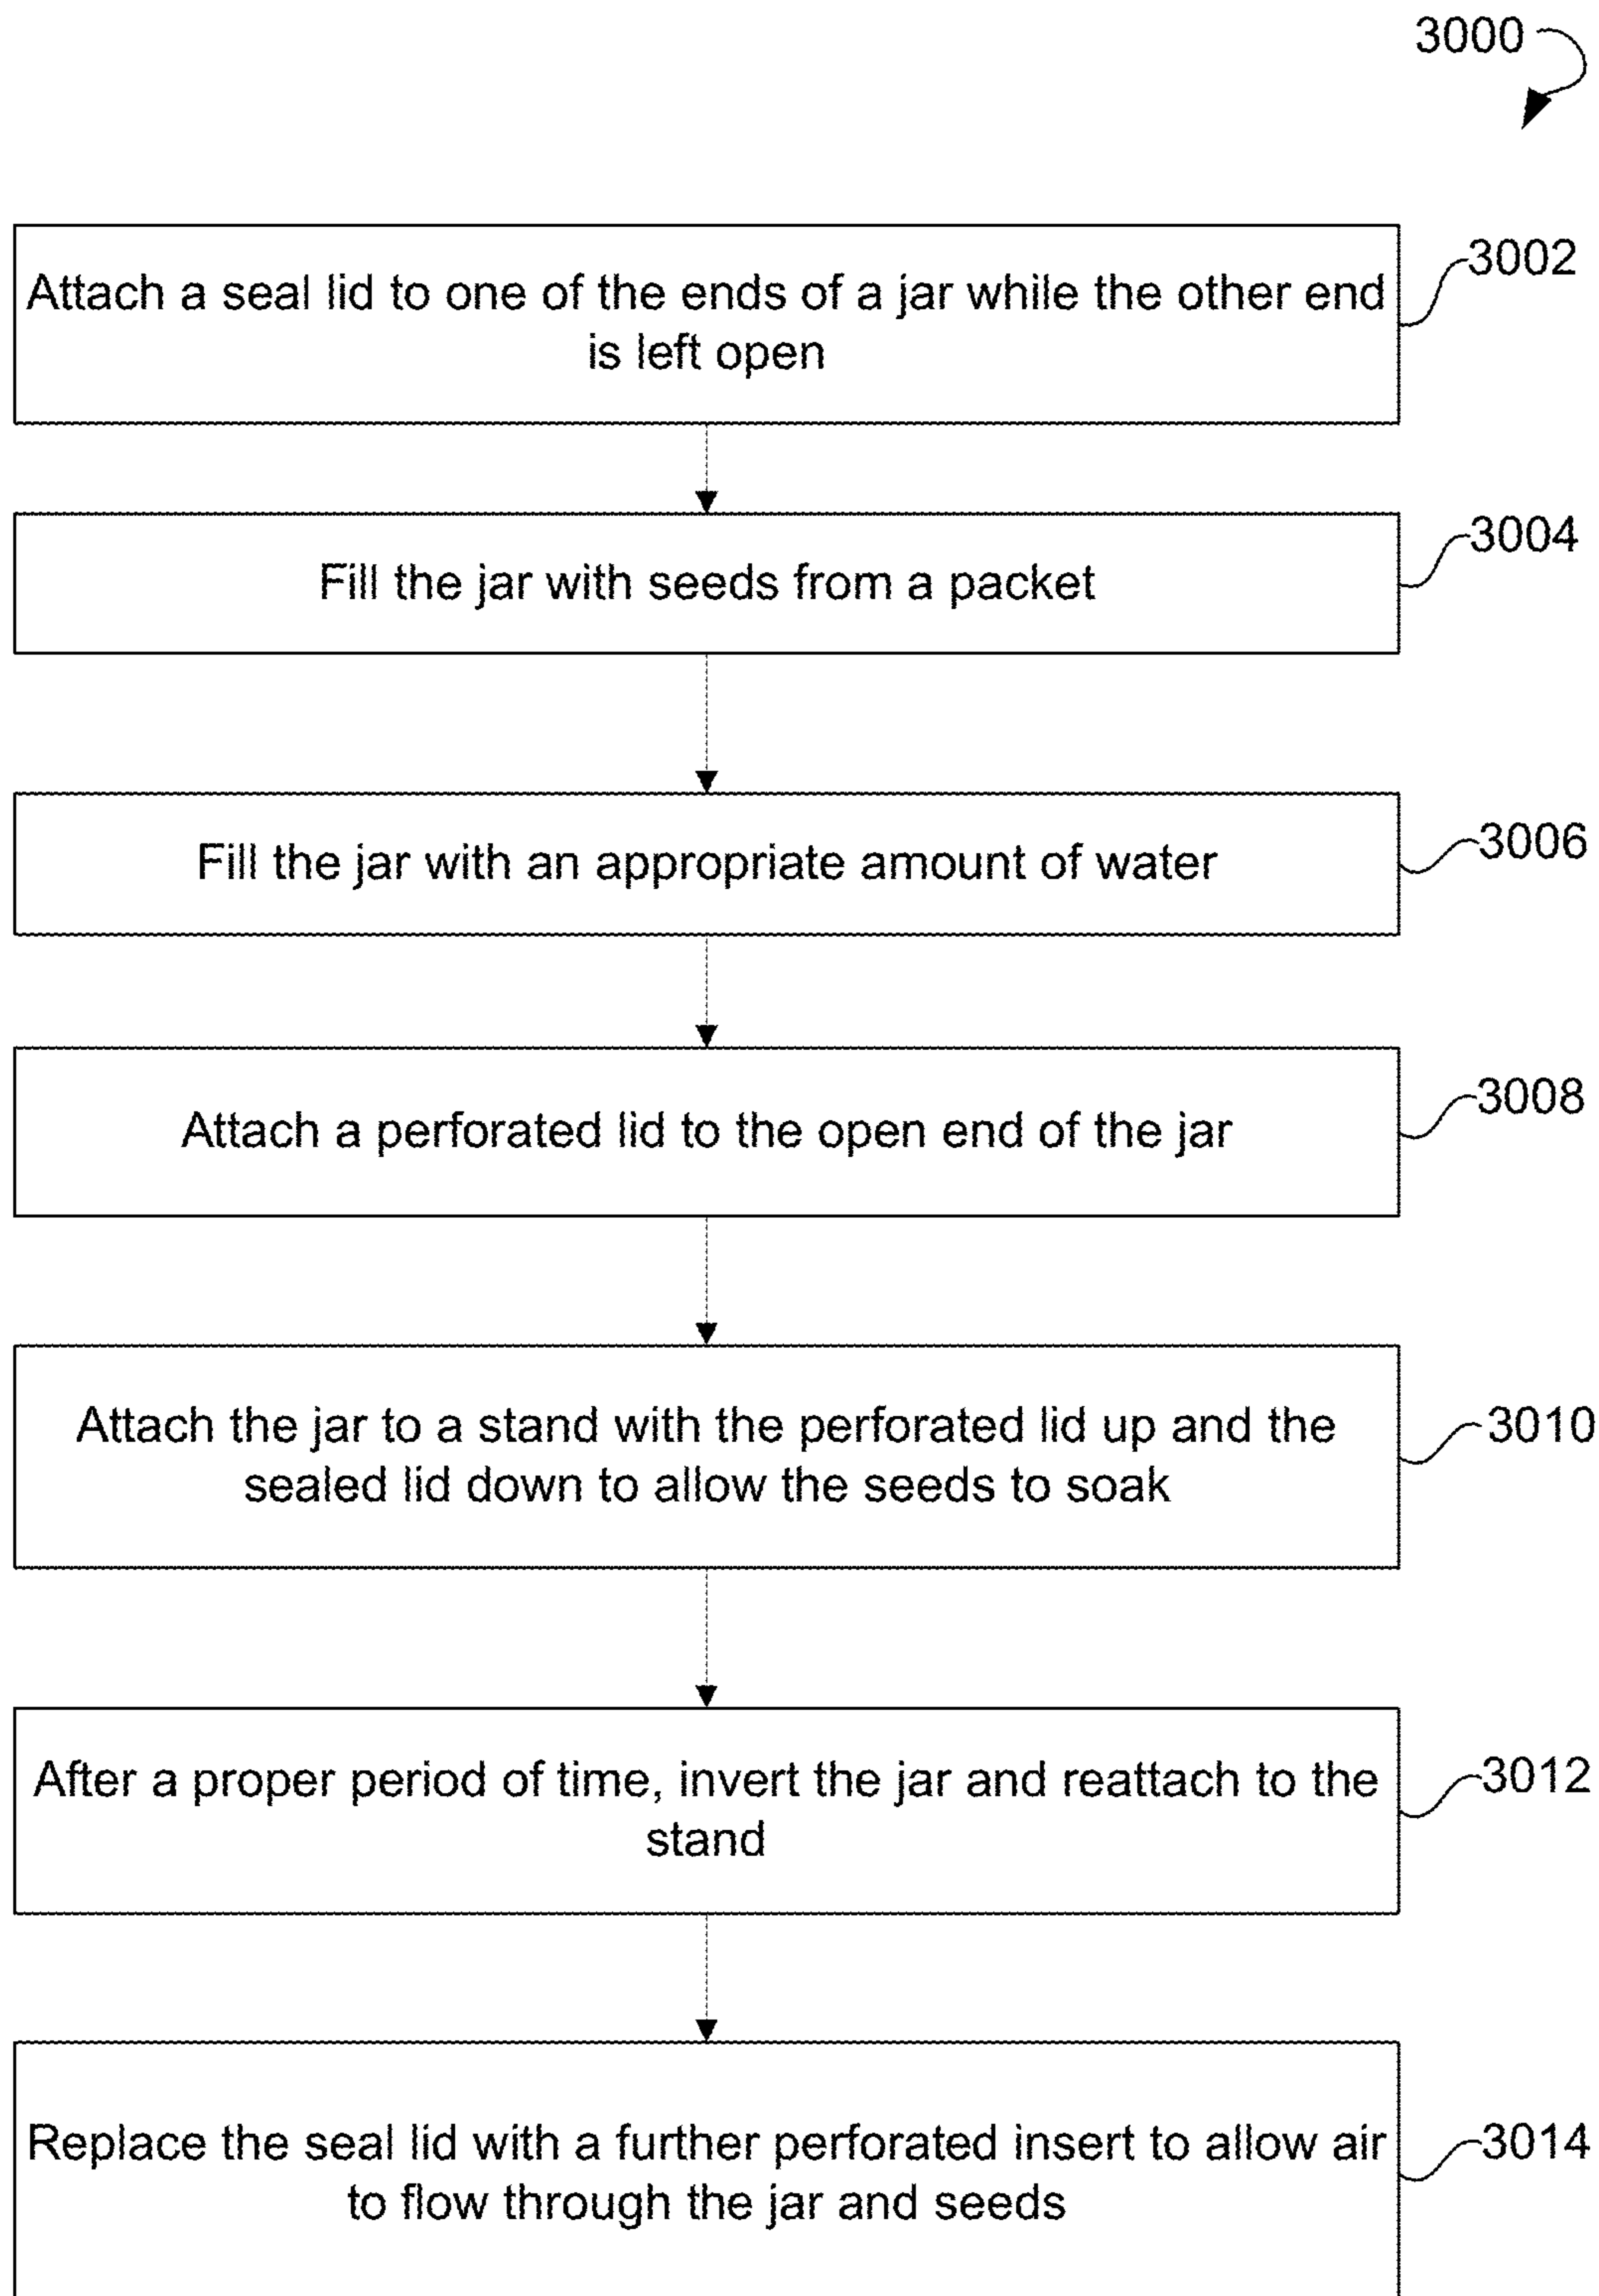 3000
Attach a seal lid to one of the ends of a jar while the other end
is left open
3002
Fill the jar with seeds from a packet
3004
Fill the jar with an appropriate amount of water
3006
Attach a perforated lid to the open end of the jar
3008
Attach the jar to a stand with the perforated lid up and the
sealed lid down to allow the seeds to soak
3010
After a proper period of time, invert the jar and reattach to the
stand
3012
Replace the seal lid with a further perforated insert to allow air
to flow through the jar and seeds
3014